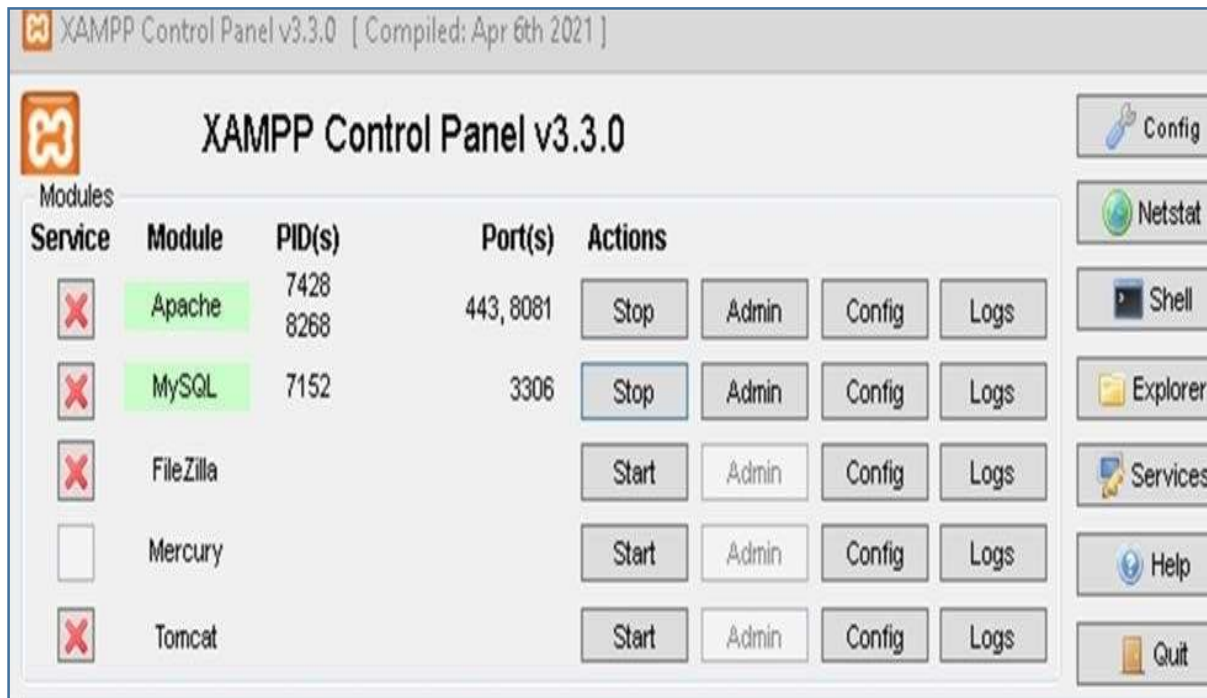 XAMPP Control Panel v3.3.0 [ Compiled: Apr 6th 2021 ]
XAMPP Control Panel v3.3.0
Config
Modules
Service Module PID(s) Port(s) Actions
Netstat
Apache 7428 8268 443, 8081 Stop Admin Config Logs
Shell
MySQL 7152 3306 Stop Admin Config Logs
Explorer
FileZilla Start Admin Config Logs
Services
Mercury Start Admin Config Logs
Help
Tomcat Start Admin Config Logs
Quit